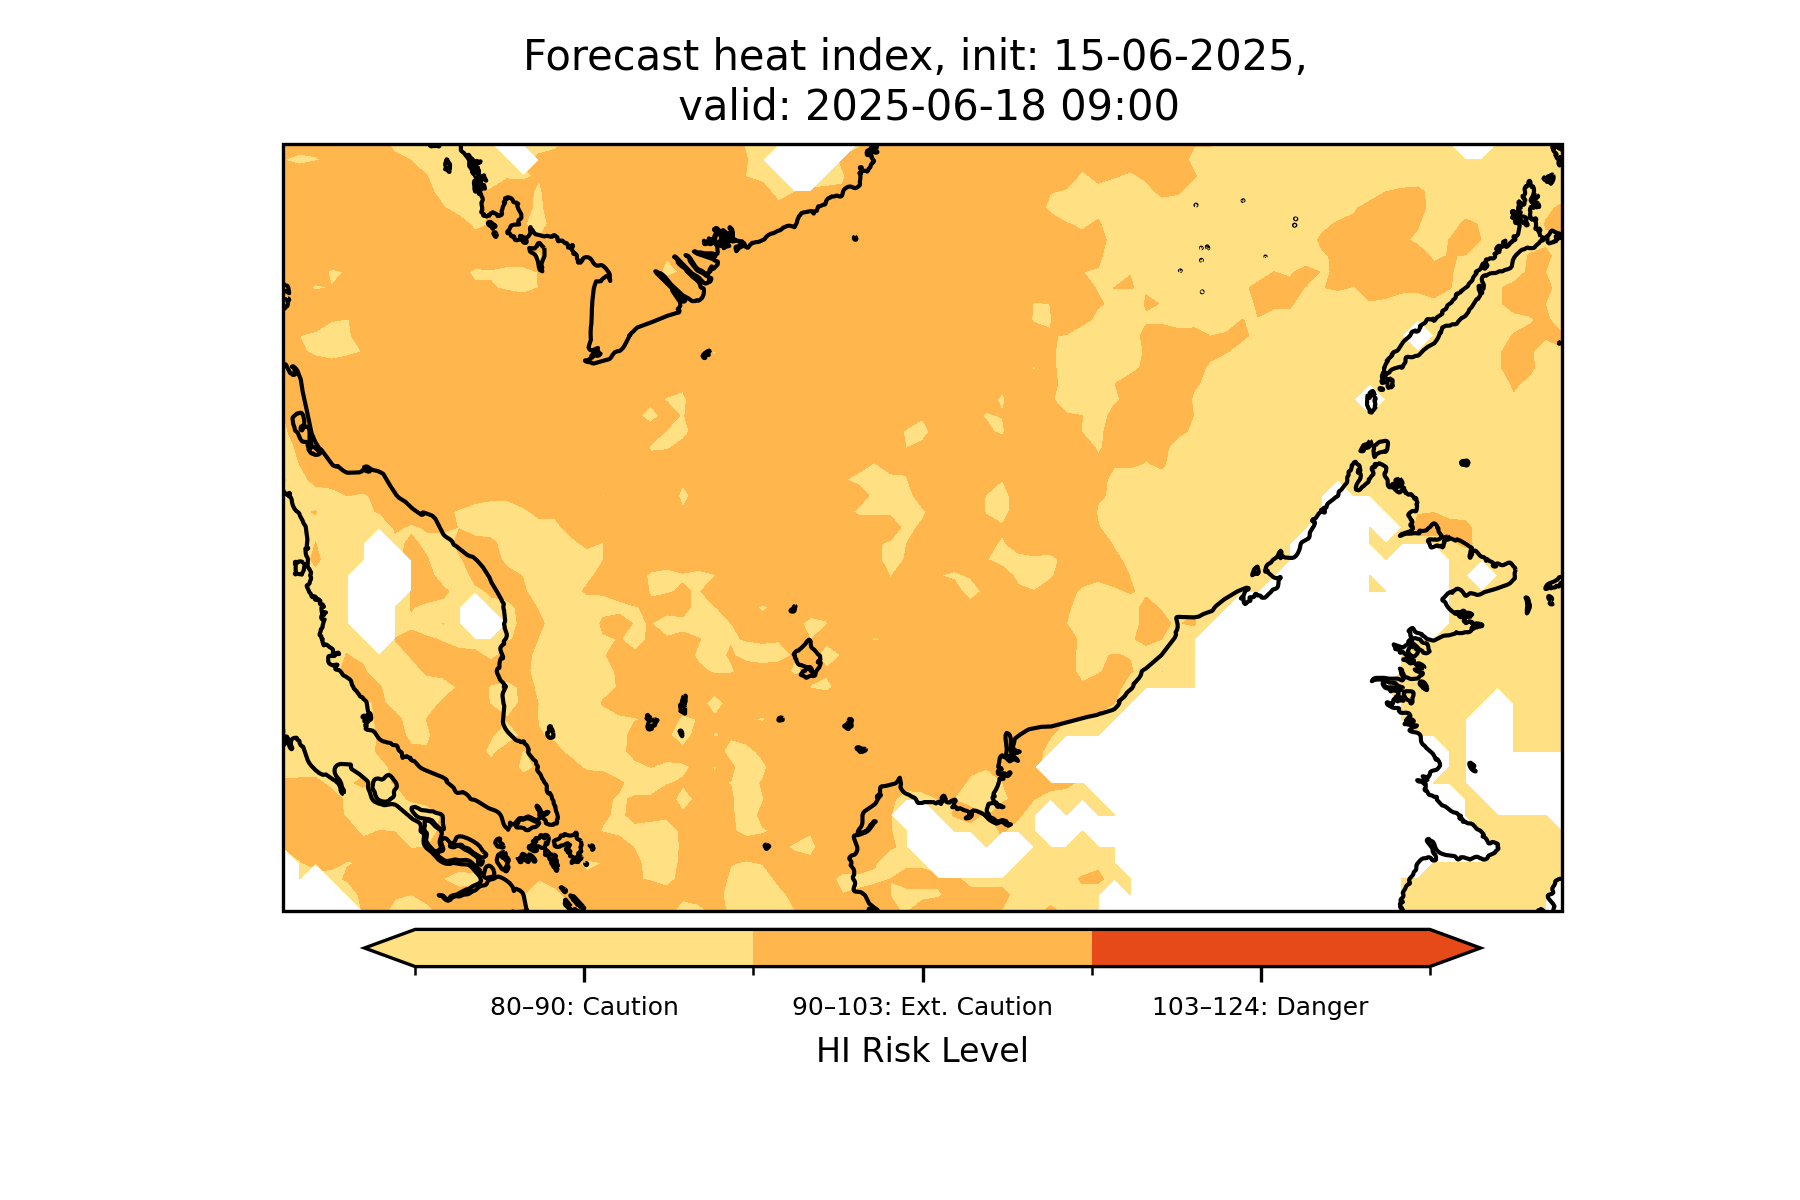 Forecast heat index, init: 15-06-2025,
valid: 2025-06-18 09:00
80–90: Caution
90–103: Ext. Caution
103–124: Danger
HI Risk Level